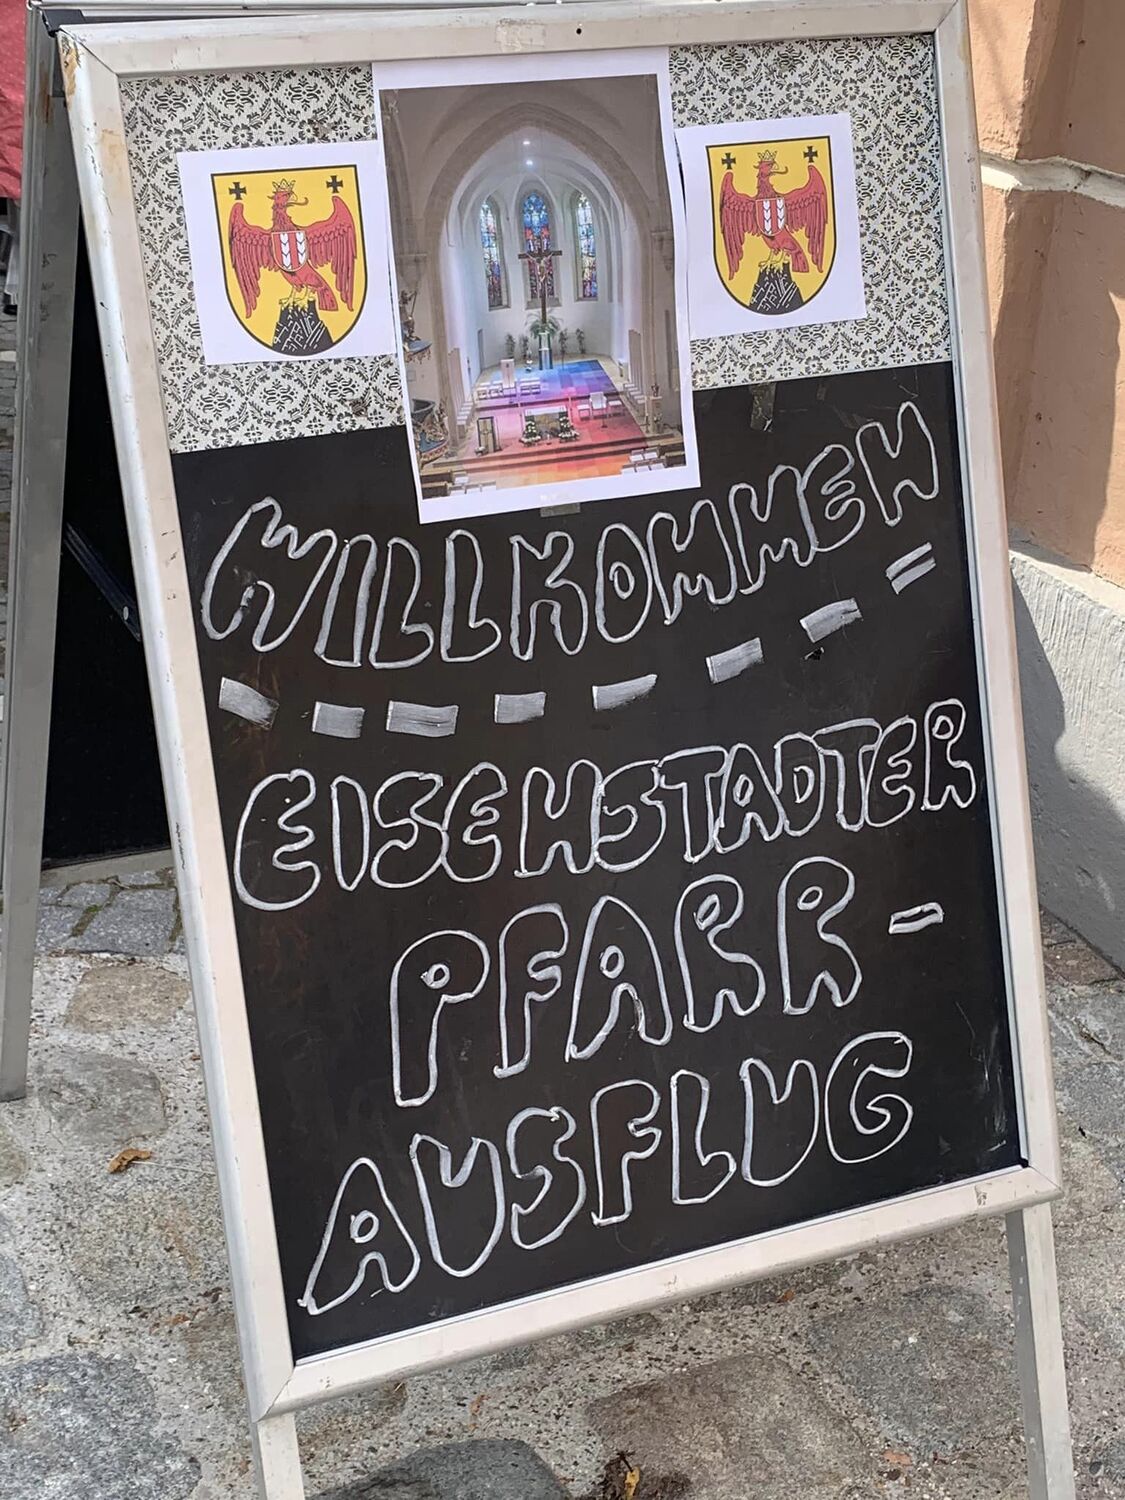 WILLKOMMEN
EISENSTADTER
PFARR-
AUSFLUG